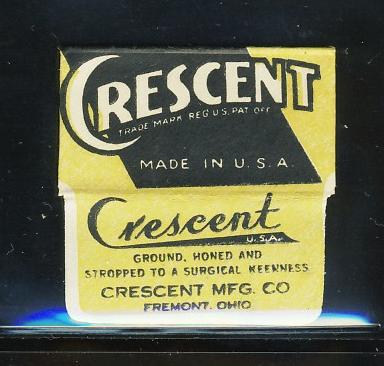 CRESCENT
TRADE MARK REG U.S. PAT OFF
MADE IN U.S.A.
Crescent
U.S.A.
GROUND, HONED AND
STROPPED TO A SURGICAL KEENNESS
CRESCENT MFG. CO
FREMONT, OHIO